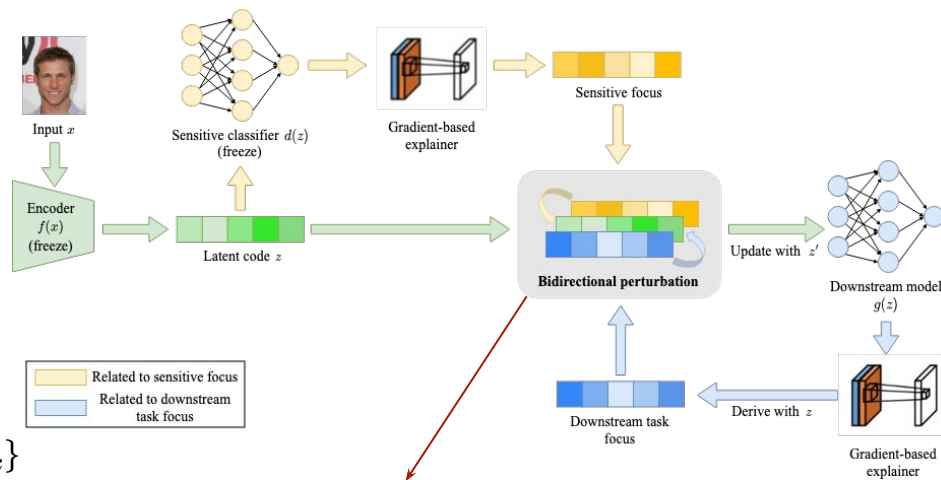 Input x
Encoder
f(x)
(freeze)
Sensitive classifier d(z)
(freeze)
Gradient-based
explainer
Sensitive focus
Latent code z
Bidirectional perturbation
Update with z′
Downstream model
g(z)
Derive with z
Gradient-based
explainer
Downstream task
focus
Related to sensitive focus
Related to downstream
task focus
}